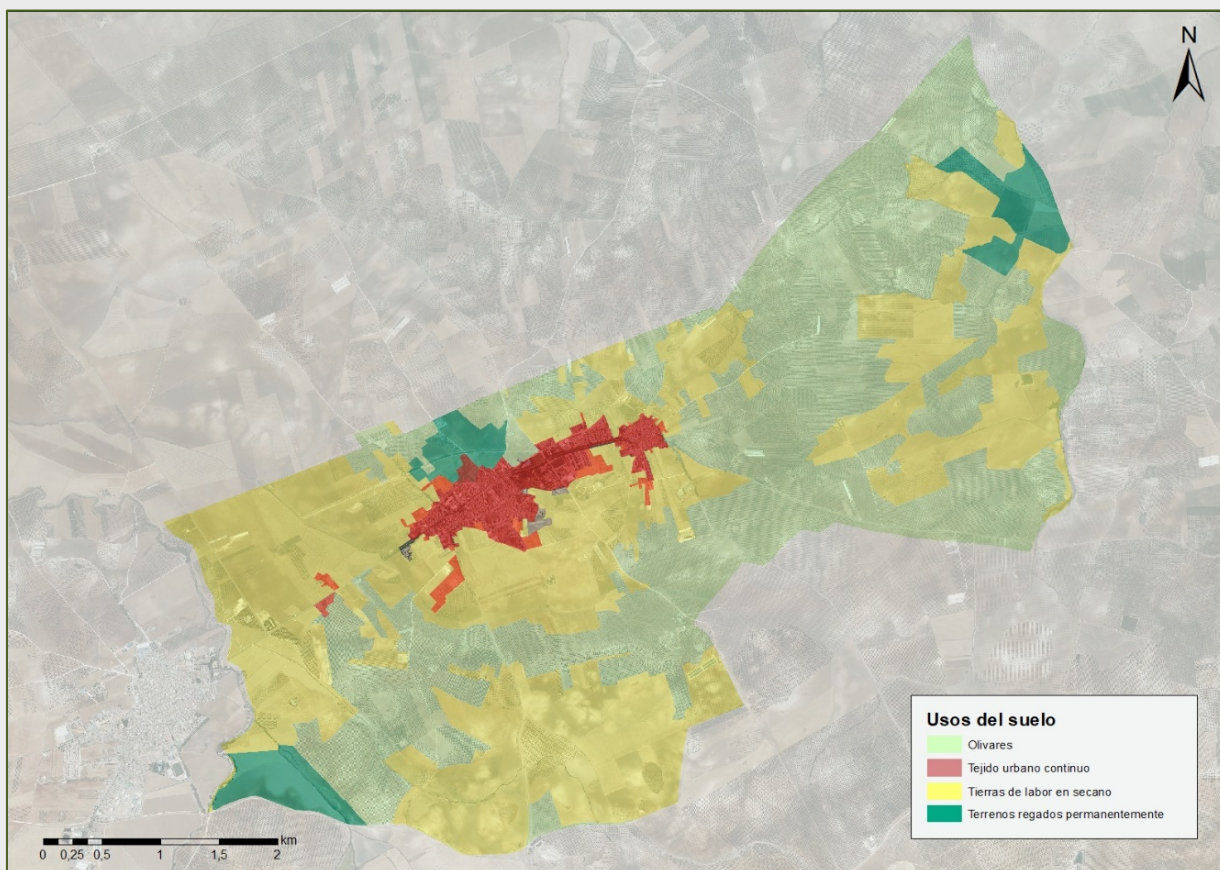 N
Usos del suelo
Olivares
Tejido urbano continuo
Tierras de labor en secano
Terrenos regados permanentemente
km
0 0,25 0,5 1 1,5 2